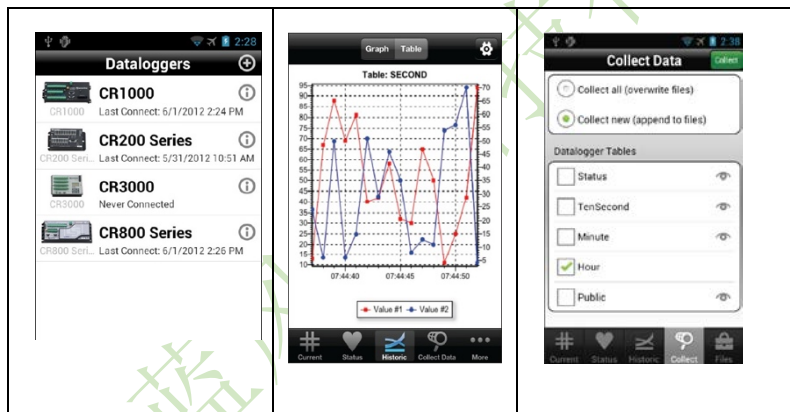 2:28
Dataloggers
CR1000
CR1000
Last Connect: 6/1/2012 2:24 PM
CR200 Series
CR200 Seri...
Last Connect: 5/31/2012 10:51 AM
CR3000
CR3000
Never Connected
CR800 Series
CR800 Seri...
Last Connect: 6/1/2012 2:26 PM
Graph Table
Table: SECOND
95 70
90
85 65
80 60
75 55
70
65 50
60 45
55 40
50
45 35
40 30
35 25
30
25 20
20 15
15 10
10 5
07:44:40 07:44:45 07:44:50
Value #1 Value #2
Current Status Historic Collect Data More
2:38
Collect Data Collect
Collect all (overwrite files)
Collect new (append to files)
Datalogger Tables
Status
TenSecond
Minute
Hour
Public
Current Status Historic Collect Files